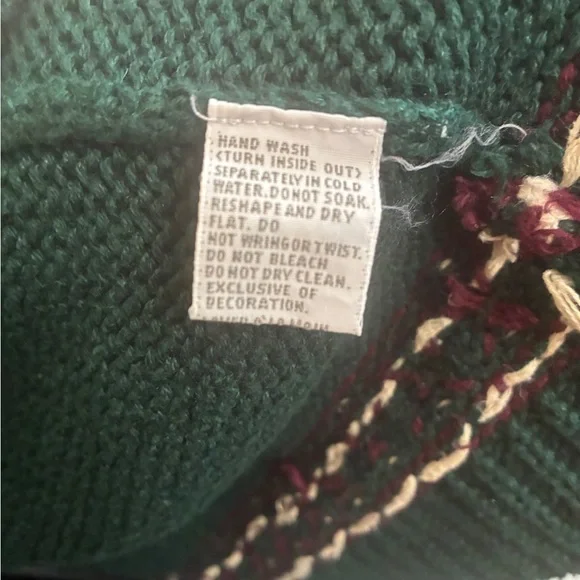 HAND WASH
<TURN INSIDE OUT>
SEPARATELY IN COLD
WATER. DO NOT SOAK.
RESHAPE AND DRY
FLAT. DO
NOT WRING OR TWIST.
DO NOT BLEACH
DO NOT DRY CLEAN.
EXCLUSIVE OF
DECORATION.